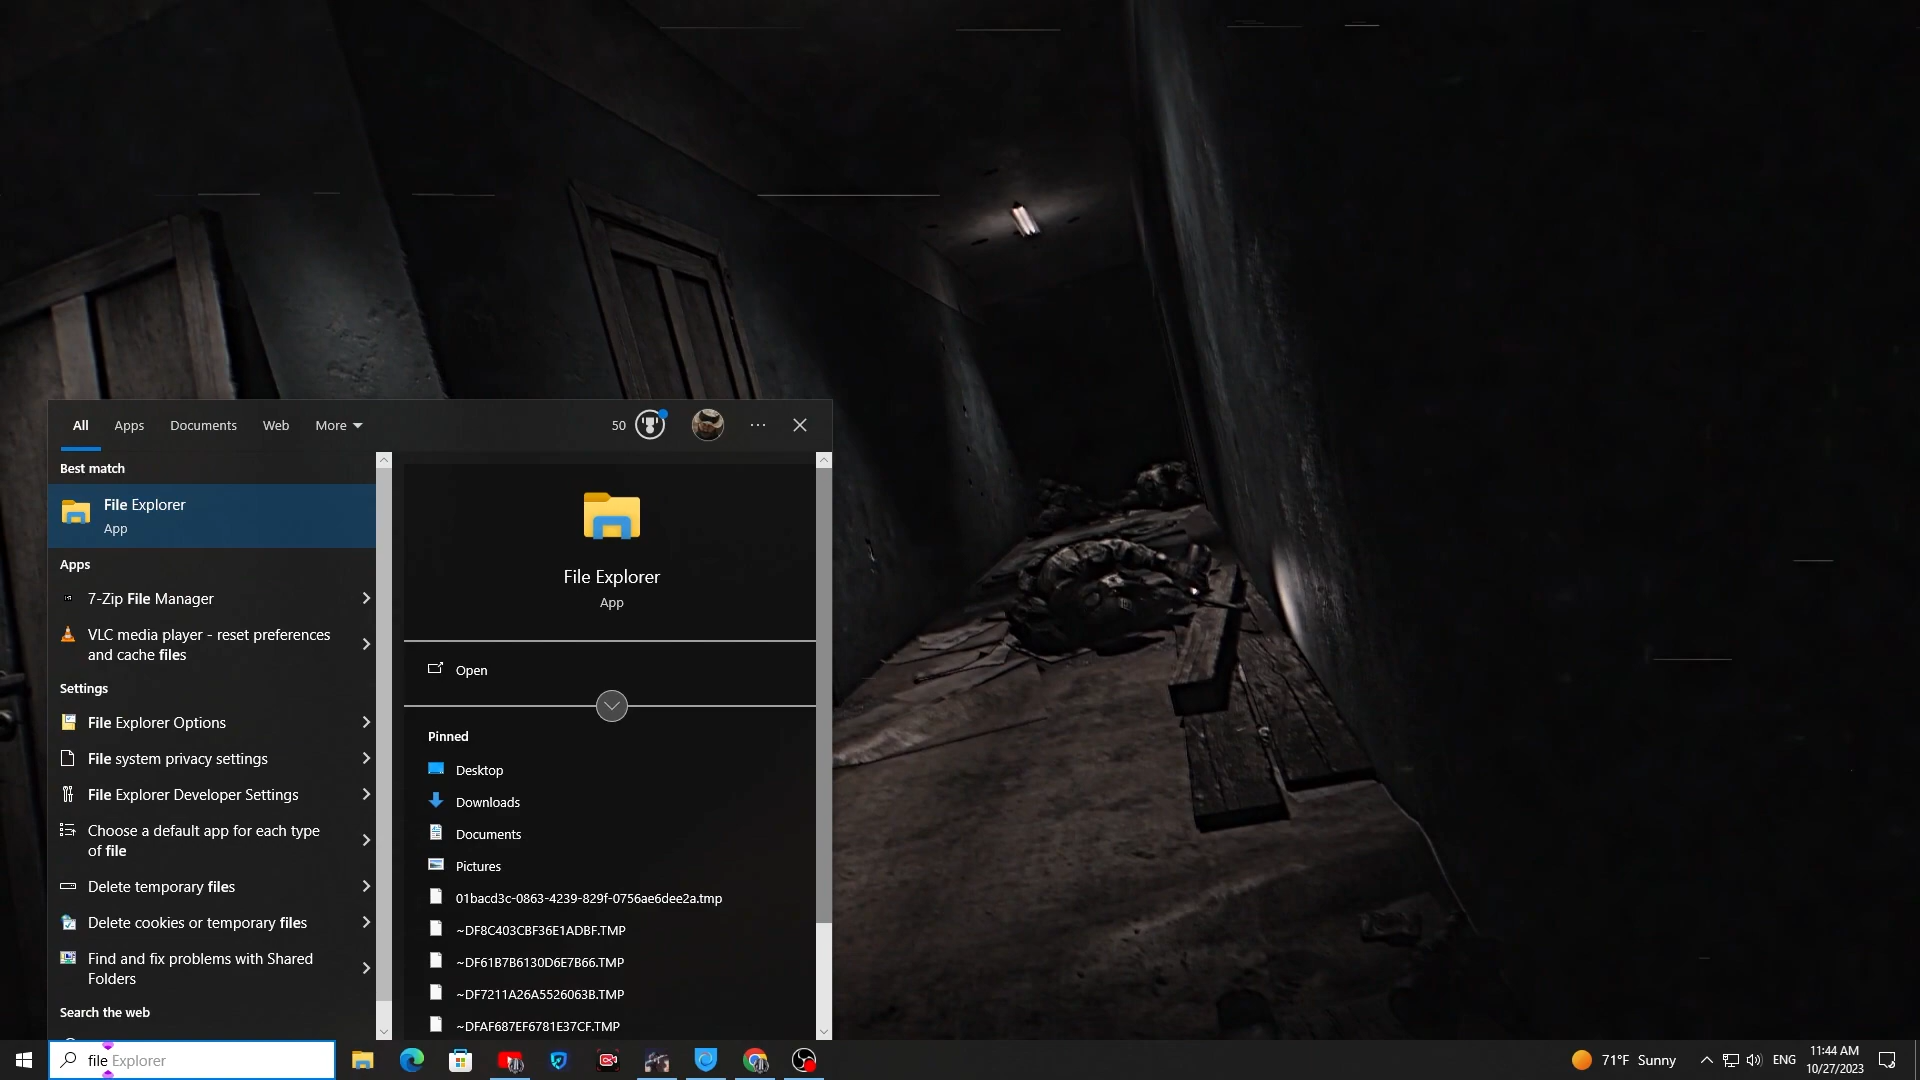 All Apps Documents Web More 50
Best match
File Explorer
App
Apps
7-Zip File Manager
VLC media player - reset preferences
and cache files
Settings
File Explorer Options
File system privacy settings
File Explorer Developer Settings
Choose a default app for each type
of file
Delete temporary files
Delete cookies or temporary files
Find and fix problems with Shared
Folders
Search the web
File Explorer
App
Open
Pinned
Desktop
Downloads
Documents
Pictures
01bacd3c-0863-4239-829f-0756ae6dee2a.tmp
~DF8C403CBF36E1ADBF.TMP
~DF61B7B6130D6E7B66.TMP
~DF7211A26A5526063B.TMP
~DFAF687EF6781E37CF.TMP
file Explorer
71°F Sunny
ENG
11:44 AM
10/27/2023